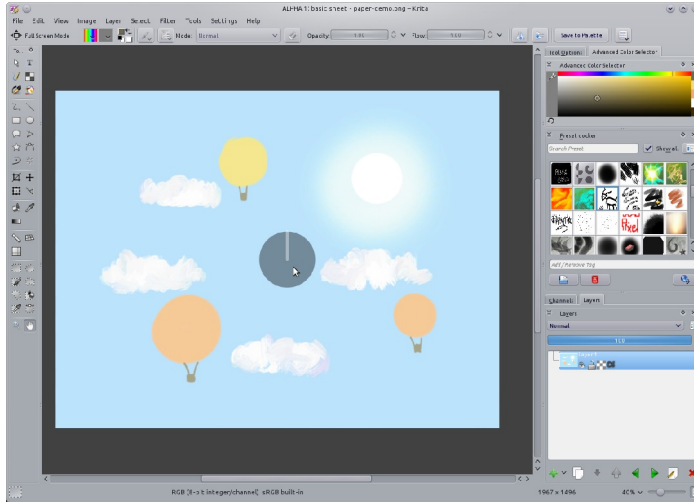 ALPHA 1: basic sheet - paper-demo.png – Krita
File Edit View Image Layer Select Filter Tools Settings Help
Full Screen Mode Mode: Normal Opacity Flow Save to Palette
Tool Options Advanced Color Selector
Advanced Color Selector
Preset docker
Search Preset Show all
Add/Remove Tag
Channels Layers
Layers
Normal
100
RGB (8-bit integer/channel) sRGB built-in 1967 x 1496 40%